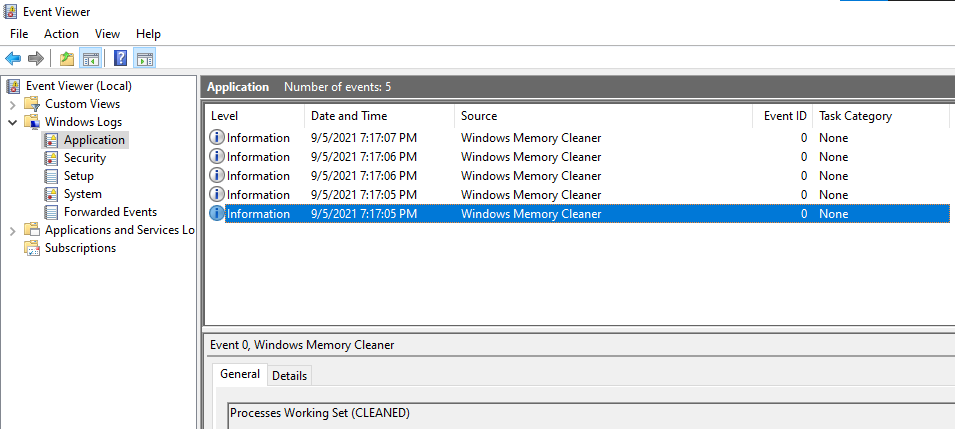 Event Viewer
File Action View Help
Event Viewer (Local)
Custom Views
Windows Logs
Application
Security
Setup
System
Forwarded Events
Applications and Services Lo
Subscriptions
Application Number of events: 5
Level Date and Time Source Event ID Task Category
Information 9/5/2021 7:17:07 PM Windows Memory Cleaner 0 None
Information 9/5/2021 7:17:06 PM Windows Memory Cleaner 0 None
Information 9/5/2021 7:17:06 PM Windows Memory Cleaner 0 None
Information 9/5/2021 7:17:05 PM Windows Memory Cleaner 0 None
Information 9/5/2021 7:17:05 PM Windows Memory Cleaner 0 None
Event 0, Windows Memory Cleaner
General Details
Processes Working Set (CLEANED)